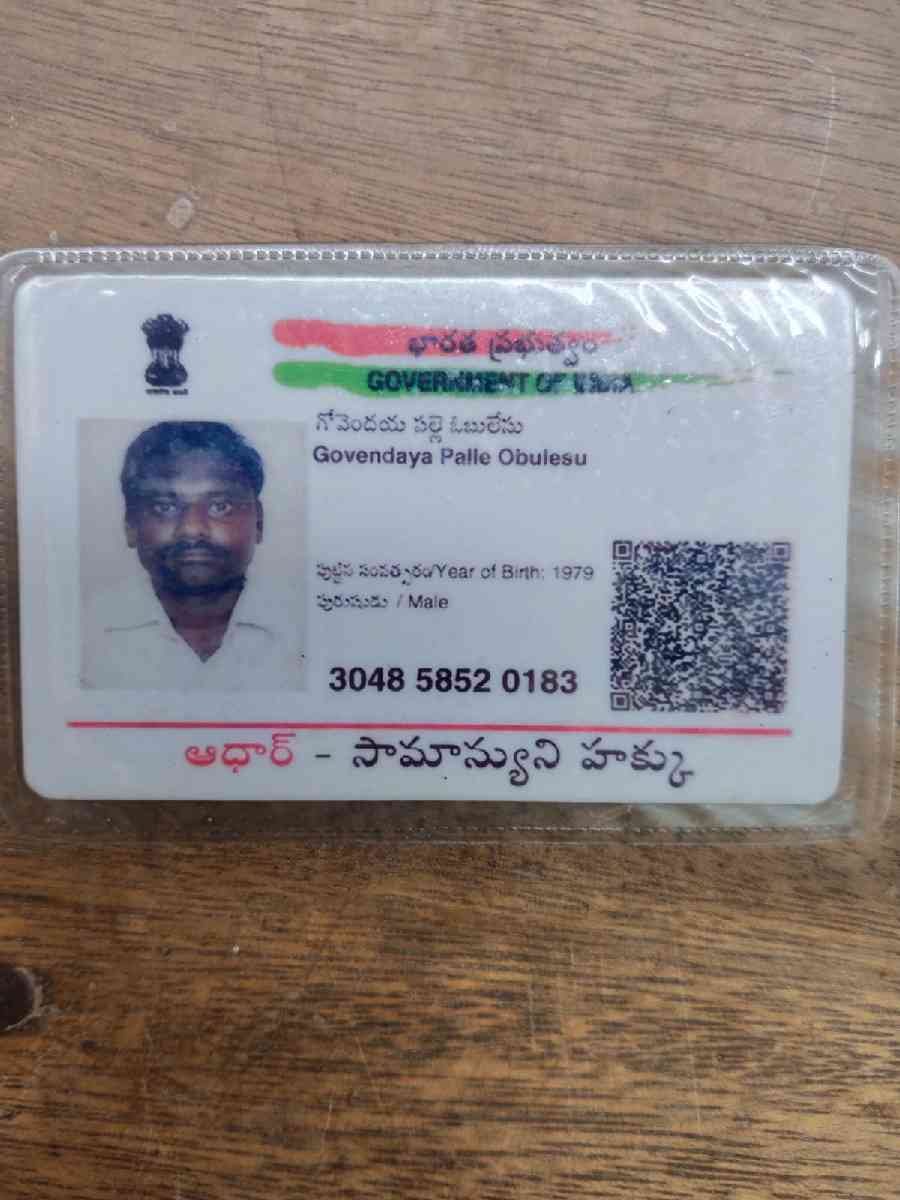 భారత ప్రభుత్వం
GOVERNMENT OF INDIA
గోవెందయ పల్లె ఓబులేసు
Govendaya Palle Obulesu
పుట్టిన సంవత్సరం/Year of Birth: 1979
పురుషుడు / Male
3048 5852 0183
ఆధార్ - సామాన్యుని హక్కు